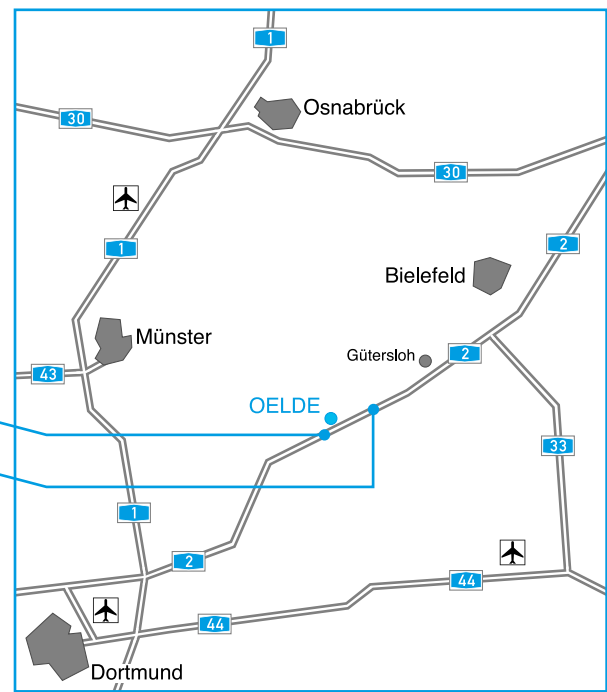 1
Osnabrück
30
30
1
2
Bielefeld
Münster
Gütersloh
2
43
OELDE
33
1
2
44
44
Dortmund